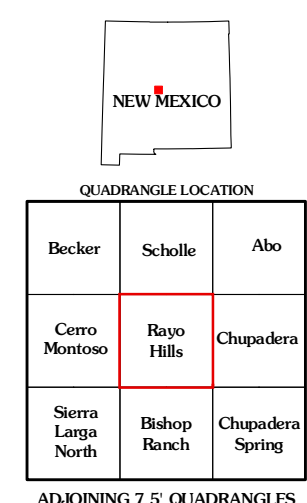 NEW MEXICO
QUADRANGLE LOCATION
Becker
Scholle
Abo
Cerro
Montoso
Rayo
Hills
Chupadera
Sierra
Larga
North
Bishop
Ranch
Chupadera
Spring
ADJOINING 7.5' QUADRANGLES